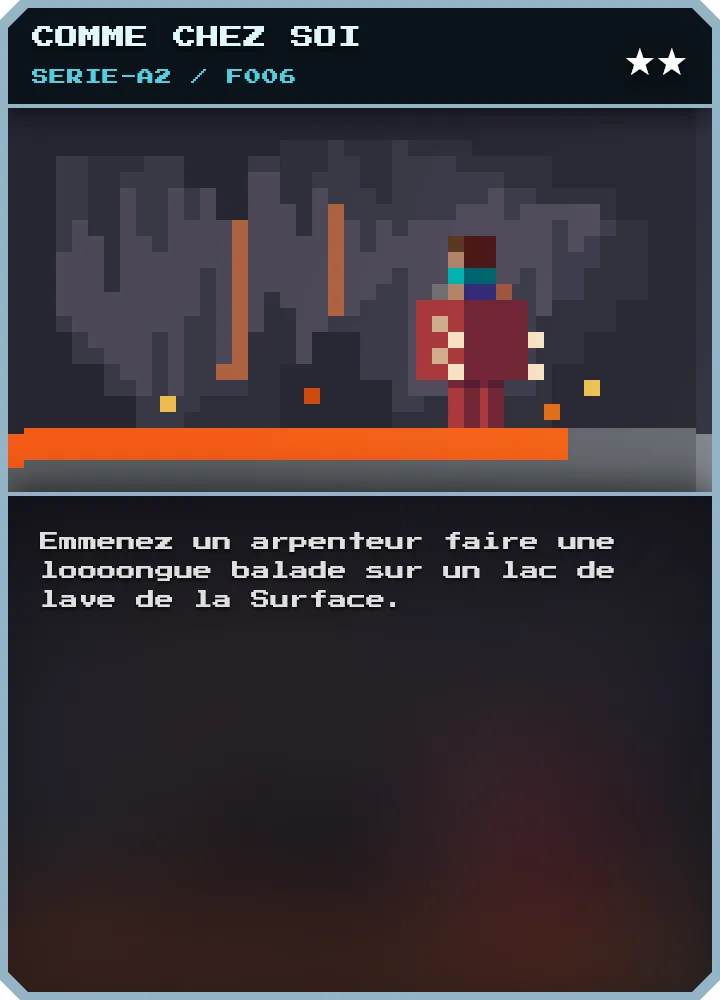 COMME CHEZ SOI
SERIE-A2 / F006
Emmenez un arpenteur faire une
loooongue balade sur un lac de
lave de la Surface.